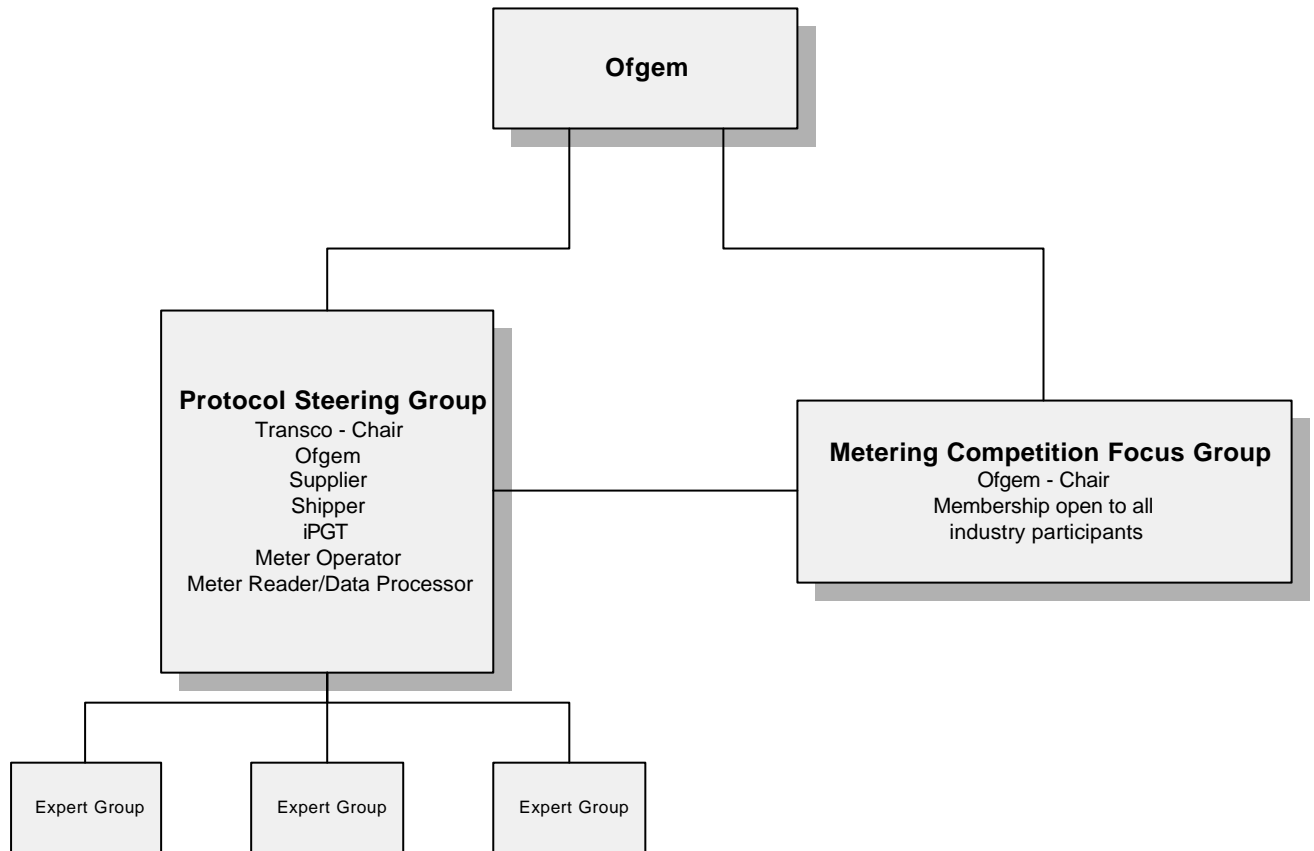 Ofgem
Protocol Steering Group
Transco - Chair
Ofgem
Supplier
Shipper
iPGT
Meter Operator
Meter Reader/Data Processor
Metering Competition Focus Group
Ofgem - Chair
Membership open to all
industry participants
Expert Group
Expert Group
Expert Group